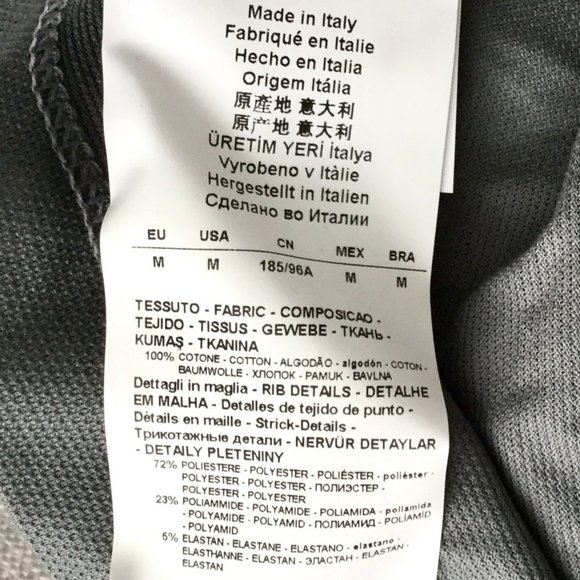 Made in Italy
Fabriqué en Italie
Hecho en Italia
Origem Itália
原產地 意大利
原产地 意大利
ÜRETİM YERİ İtalya
Vyrobeno v Itàlie
Hergestellt in Italien
Сделано во Италии
EU USA CN MEX BRA
M M 185/96A M M
TESSUTO - FABRIC - COMPOSICAO -
TEJIDO - TISSUS - GEWEBE - ТКАНЬ -
KUMAŞ - TKANINA
100% COTONE - COTTON - ALGODÃO - algodón - COTON -
BAUMWOLLE - ХЛОПОК - PAMUK - BAVLNA
Dettagli in maglia - RIB DETAILS - DETALHE
EM MALHA - Detalles de tejido de punto -
Détails en maille - Strick-Details -
Трикотажные детали - NERVÜR DETAYLAR
- DETAILY PLETENINY
72% POLIESTERE - POLYESTER - POLIÉSTER - poliéster -
POLYESTER - POLYESTER - ПОЛИЭСТЕР -
POLYESTER - POLYESTER
23% POLIAMMIDE - POLYAMIDE - POLIAMIDA - poliamida
- POLYAMIDE - POLYAMID - ПОЛИАМИД - POLİAMİD
- POLYAMID
5% ELASTAN - ELASTANE - ELASTANO - elastano -
ELASTHANNE - ELASTAN - ЭЛАСТАН - ELASTAN -
ELASTAN